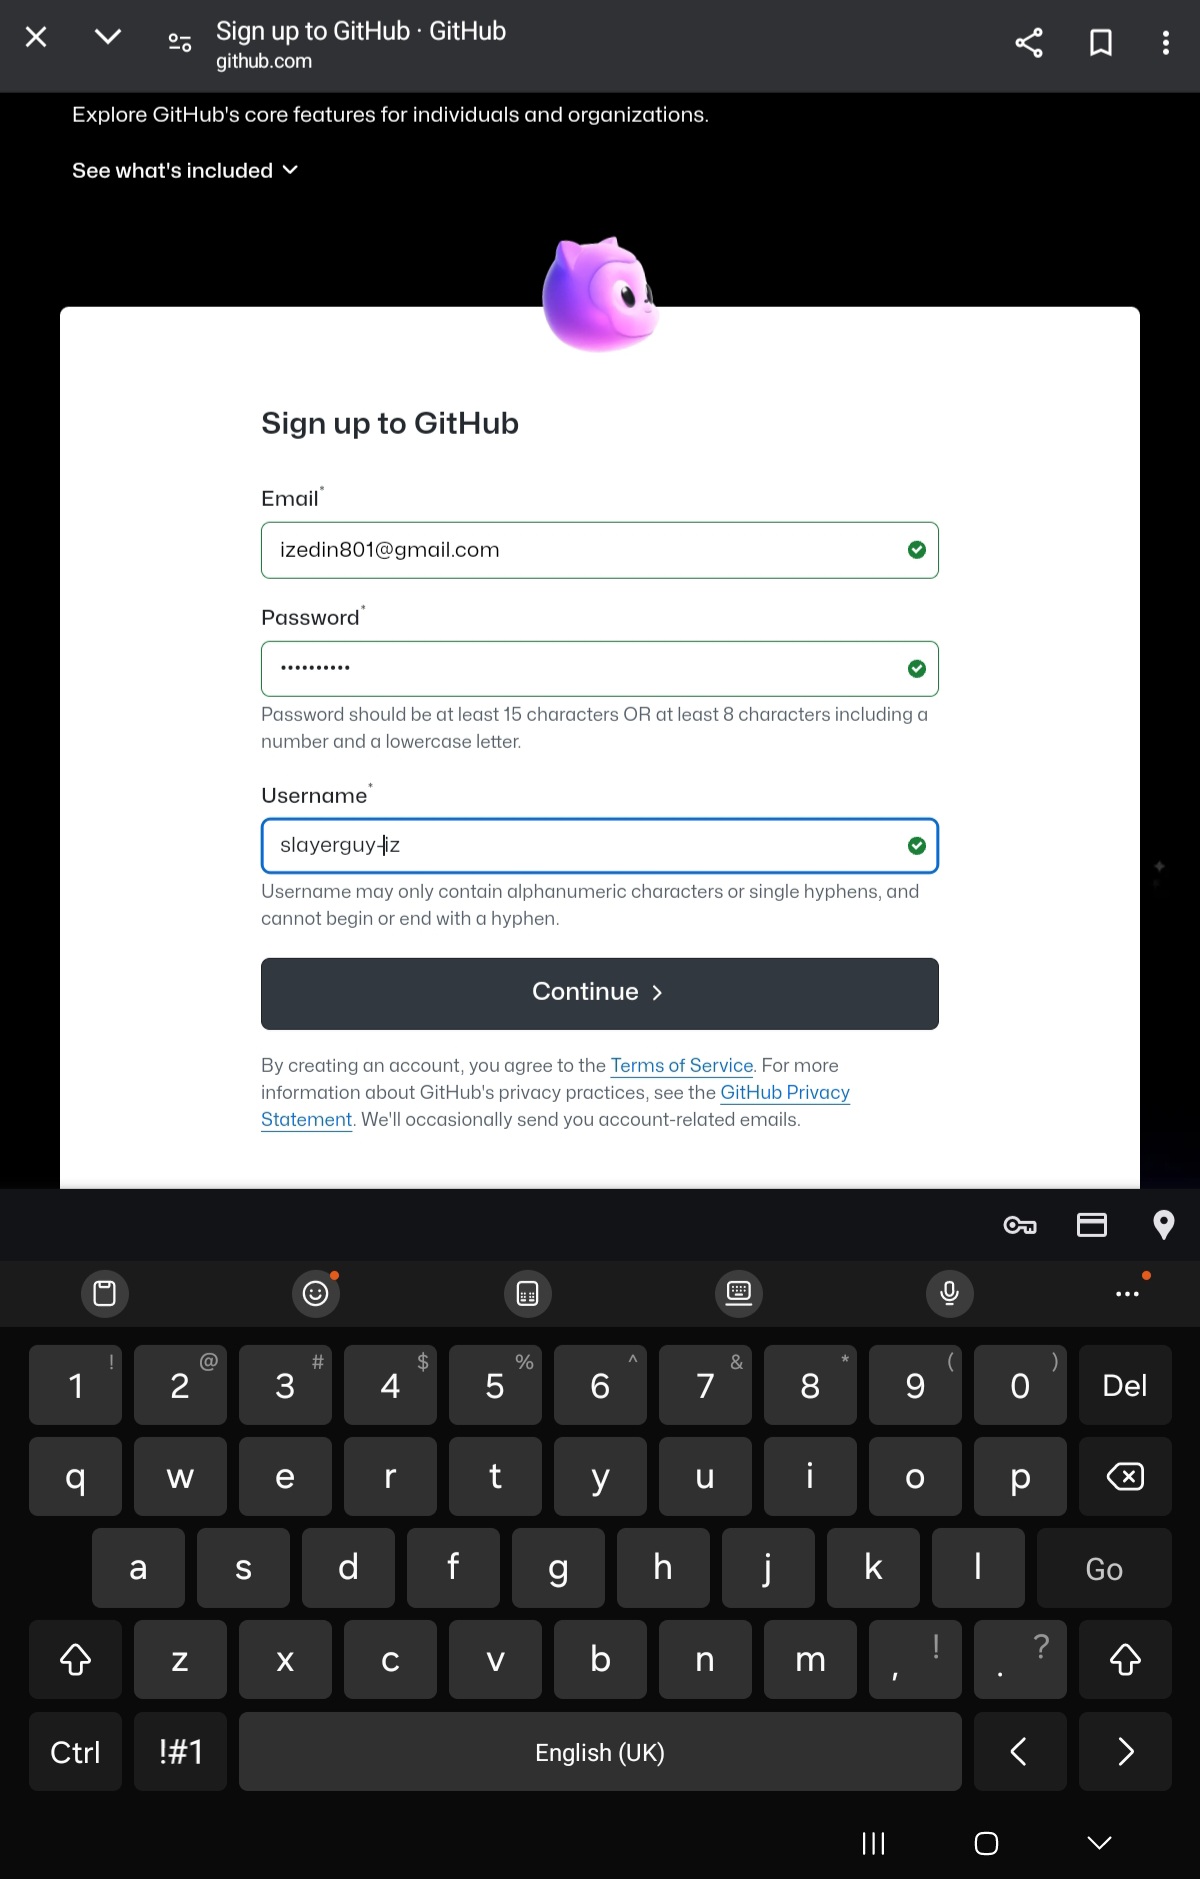 Sign up to GitHub · GitHub
github.com
Explore GitHub's core features for individuals and organizations.
See what's included
Sign up to GitHub
Email*
izedin801@gmail.com
Password*
••••••••••
Password should be at least 15 characters OR at least 8 characters including a
number and a lowercase letter.
Username*
slayerguy-iz
Username may only contain alphanumeric characters or single hyphens, and
cannot begin or end with a hyphen.
Continue >
By creating an account, you agree to the Terms of Service. For more
information about GitHub's privacy practices, see the GitHub Privacy
Statement. We'll occasionally send you account-related emails.
! @ # $ % ^ & * ( )
1 2 3 4 5 6 7 8 9 0 Del
q w e r t y u i o p
a s d f g h j k l Go
z x c v b n m , ! . ?
Ctrl !#1 English (UK) < >